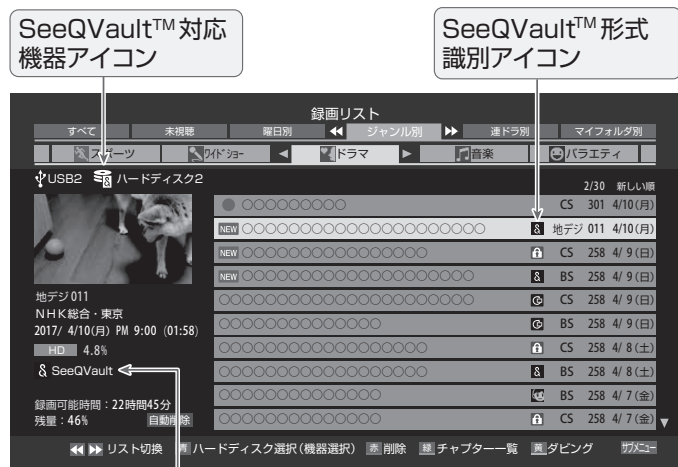 SeeQVault™対応
機器アイコン
SeeQVault™形式
識別アイコン
録画リスト
すべて 未視聴 曜日別 ジャンル別 連ドラ別 マイフォルダ別
スポーツ ワイドショー ドラマ 音楽 バラエティ
USB2 ハードディスク2
2/30 新しい順
○○○○○○○○○ CS 301 4/10(月)
NEW ○○○○○○○○○○○○○○○○○○○○○ 地デジ 011 4/10(月)
NEW ○○○○○○○○○○○○○○○○ CS 258 4/ 9(日)
NEW ○○○○○○○○○○○○○○○○○○○○ BS 258 4/ 9(日)
○○○○○○○○○○○○○○○○○○○○○○ CS 258 4/ 9(日)
○○○○○○○○○○○○○○ BS 258 4/ 9(日)
○○○○○○○○○○○○○○○○○○ CS 258 4/ 8(土)
○○○○○○○○○○○○○○○○○○ BS 258 4/ 8(土)
○○○○○○○○○○○○○ BS 258 4/ 7(金)
○○○○○○○○○○○○○○ CS 258 4/ 7(金)
地デジ011
NHK総合・東京
2017/ 4/10(月) PM 9:00 (01:58)
HD 4.8%
SeeQVault
録画可能時間：22時間45分
残量：46% 自動削除
リスト切換 青 ハードディスク選択(機器選択) 赤 削除 緑 チャプター一覧 黄 ダビング サブメニュー